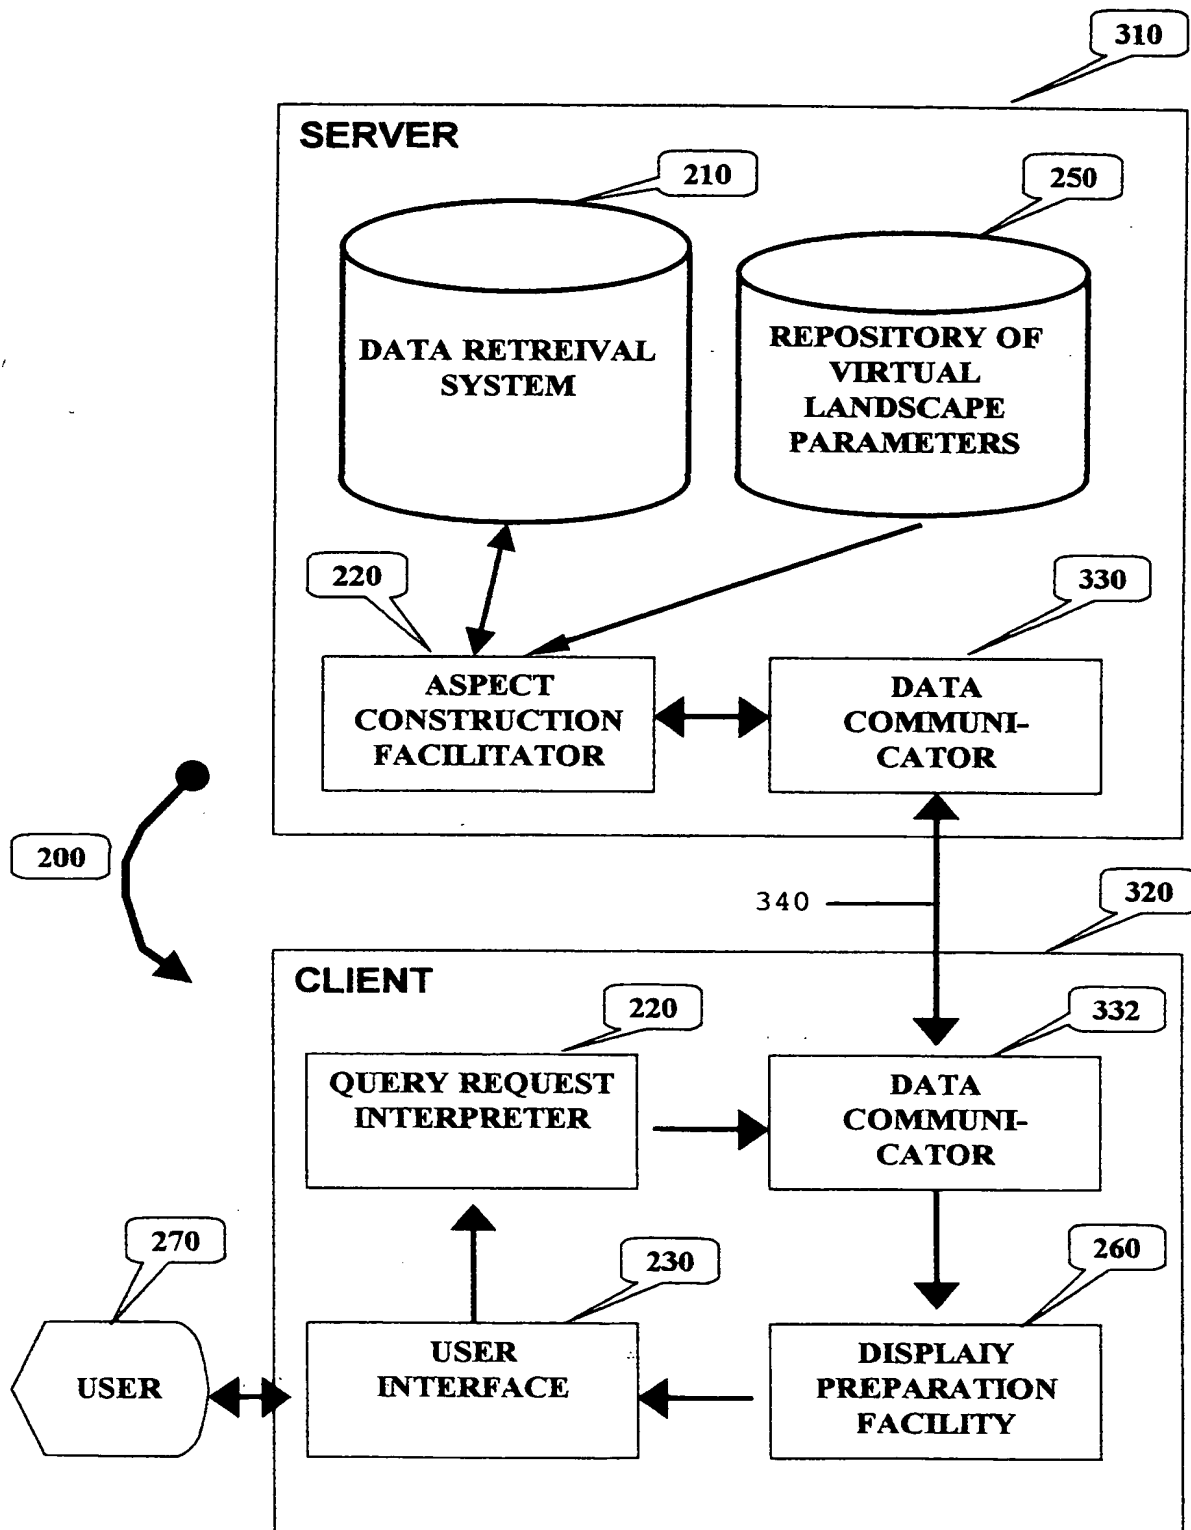 310
SERVER
210
250
DATA RETREIVAL
SYSTEM
REPOSITORY OF
VIRTUAL
LANDSCAPE
PARAMETERS
220
330
ASPECT
CONSTRUCTION
FACILITATOR
DATA
COMMUNI-
CATOR
200
340
320
CLIENT
220
332
QUERY REQUEST
INTERPRETER
DATA
COMMUNI-
CATOR
270
230
260
USER
USER
INTERFACE
DISPLAIY
PREPARATION
FACILITY